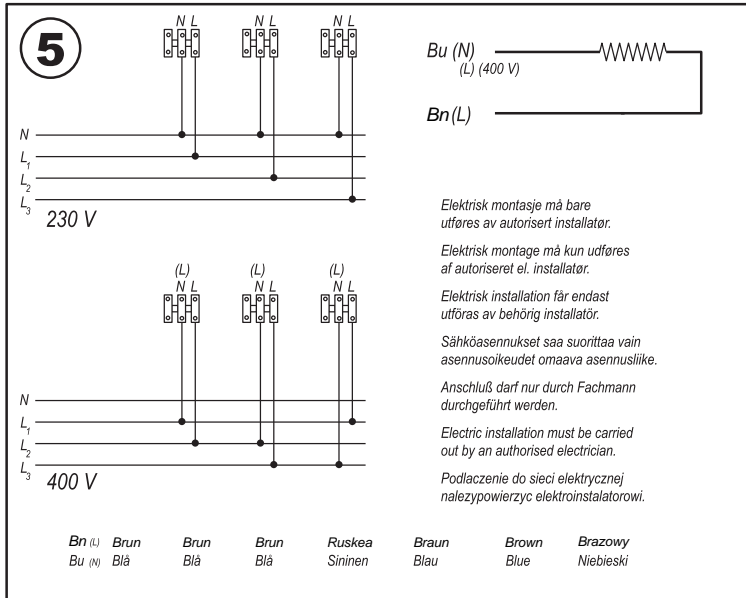 5
N L N L N L
N
L1
L2
L3
230 V
(L) (L) (L)
N L N L N L
N
L1
L2
L3
400 V
Bu (N)
(L) (400 V)
Bn (L)
Elektrisk montasje må bare
utføres av autorisert installatør.
Elektrisk montage må kun udføres
af autoriseret el. installatør.
Elektrisk installation får endast
utföras av behörig installatör.
Sähköasennukset saa suorittaa vain
asennusoikeudet omaava asennusliike.
Anschluß darf nur durch Fachmann
durchgeführt werden.
Electric installation must be carried
out by an authorised electrician.
Podlaczenie do sieci elektrycznej
nalezypowierzyc elektroinstalatorowi.
Bn (L) Brun Brun Brun Ruskea Braun Brown Brazowy
Bu (N) Blå Blå Blå Sininen Blau Blue Niebieski